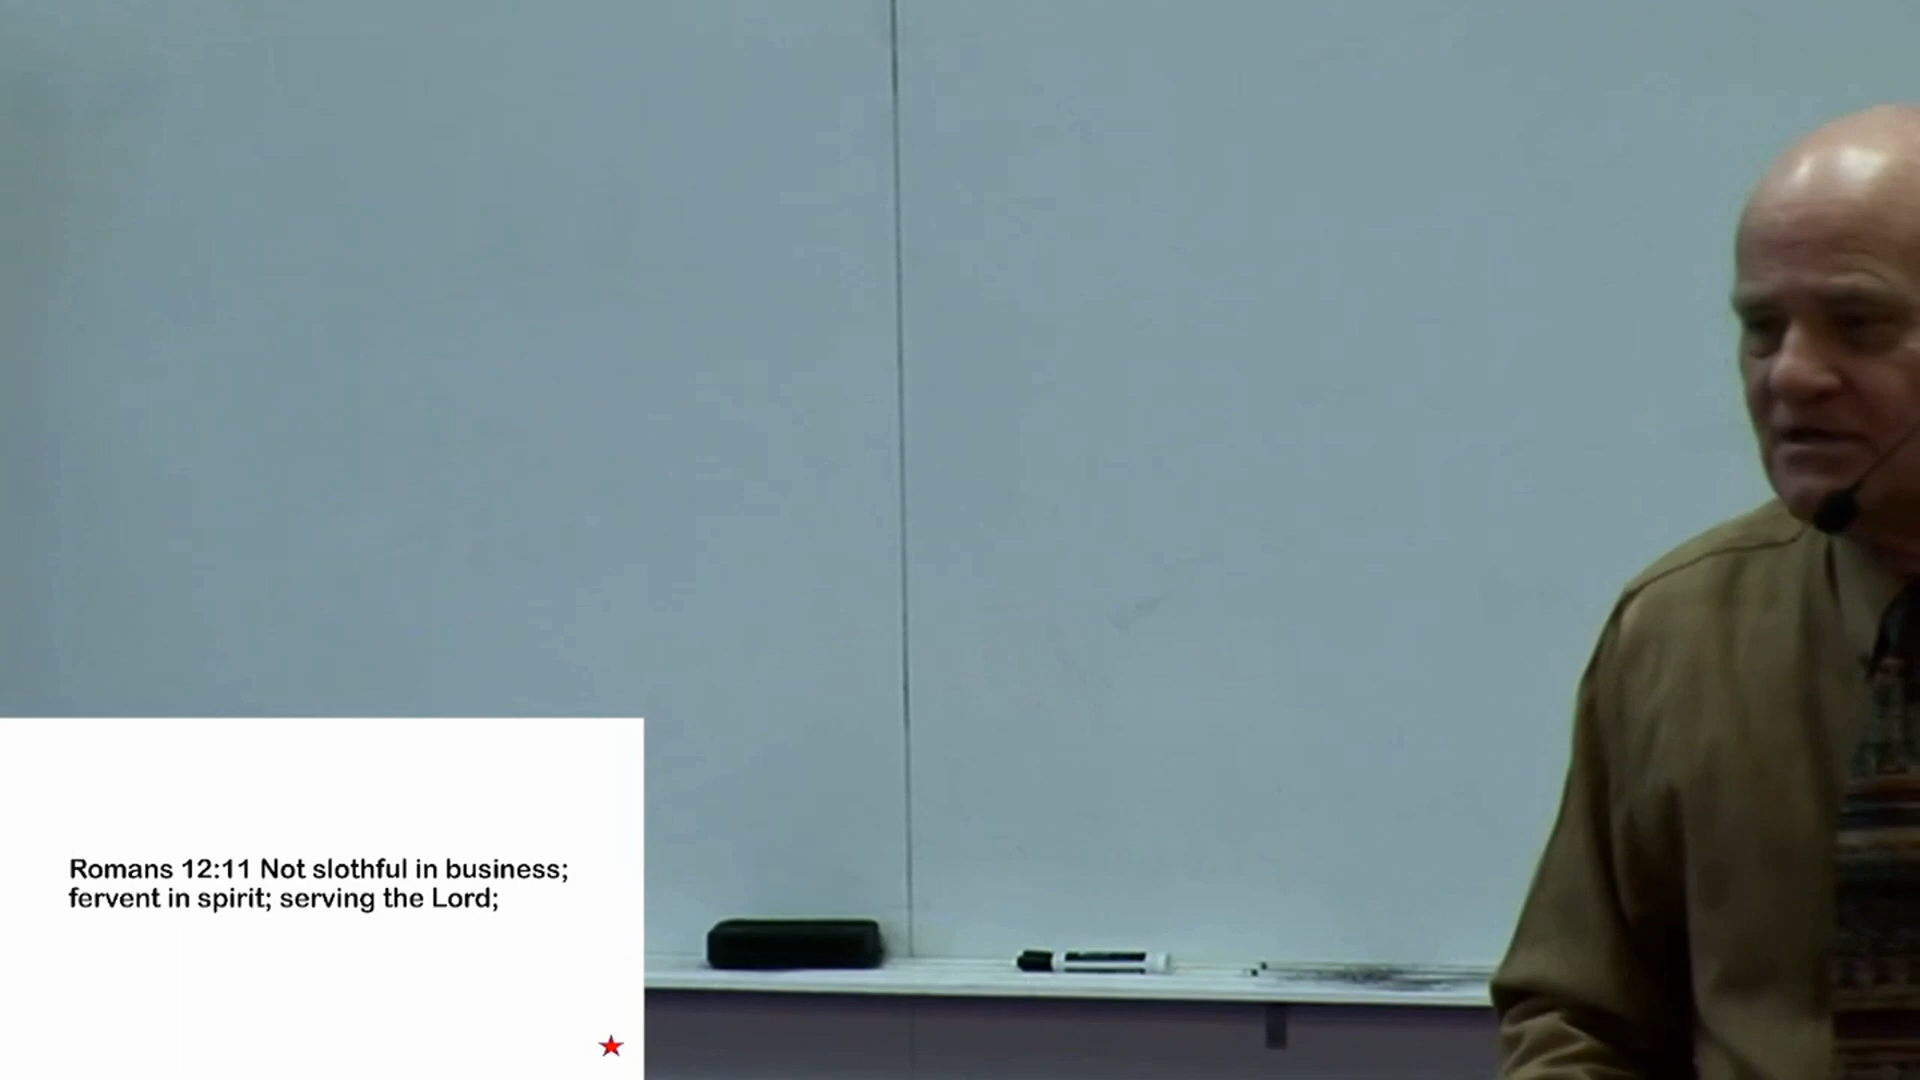 Romans 12:11 Not slothful in business;
fervent in spirit; serving the Lord;